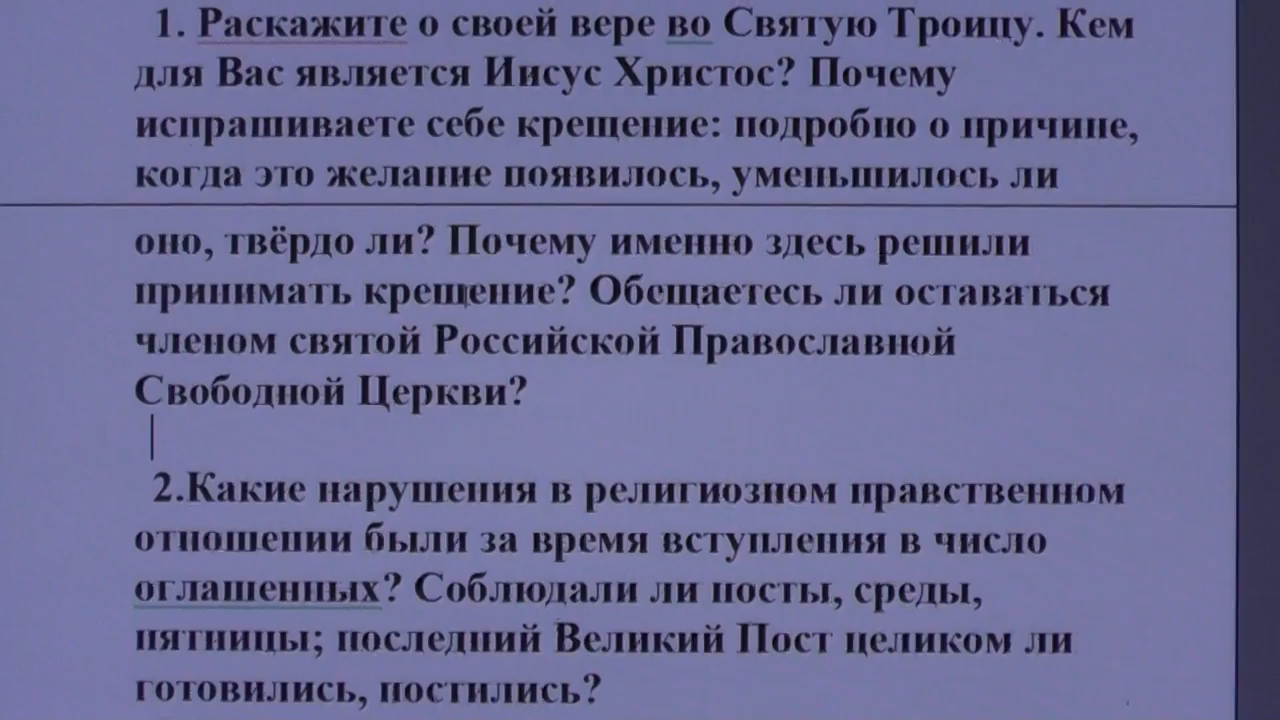 1. Раскажите о своей вере во Святую Троицу. Кем
для Вас является Иисус Христос? Почему
испрашиваете себе крещение: подробно о причине,
когда это желание появилось, уменьшилось ли
оно, твёрдо ли? Почему именно здесь решили
принимать крещение? Обещаетесь ли оставаться
членом святой Российской Православной
Свободной Церкви?
2.Какие нарушения в религиозном нравственном
отношении были за время вступления в число
оглашенных? Соблюдали ли посты, среды,
пятницы; последний Великий Пост целиком ли
готовились, постились?